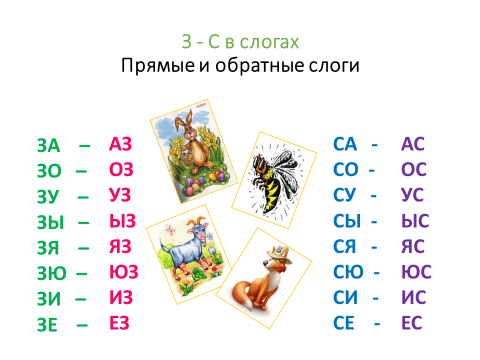 З - С в слогах
Прямые и обратные слоги
ЗА – АЗ
ЗО – ОЗ
ЗУ – УЗ
ЗЫ – ЫЗ
ЗЯ – ЯЗ
ЗЮ – ЮЗ
ЗИ – ИЗ
ЗЕ – ЕЗ
СА - АС
СО - ОС
СУ - УС
СЫ - ЫС
СЯ - ЯС
СЮ - ЮС
СИ - ИС
СЕ - ЕС